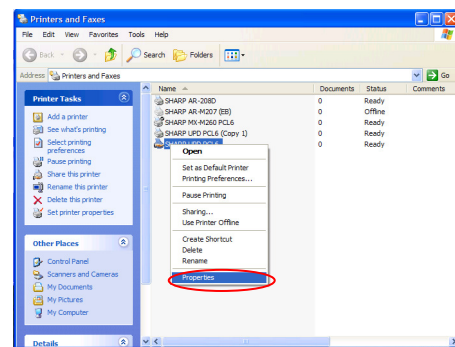 Printers and Faxes
File Edit View Favorites Tools Help
Back Search Folders
Address Printers and Faxes Go
Name Documents Status Comments
SHARP AR-208D 0 Ready
SHARP AR-M207 (EB) 0 Offline
SHARP MX-M260 PCL6 0 Ready
SHARP UPD PCL6 (Copy 1) 0 Ready
SHARP UPD PCL6 0 Ready
Printer Tasks
Add a printer
See what's printing
Select printing
preferences
Pause printing
Share this printer
Rename this printer
Delete this printer
Set printer properties
Other Places
Control Panel
Scanners and Cameras
My Documents
My Pictures
My Computer
Details
Open
Set as Default Printer
Printing Preferences...
Pause Printing
Sharing...
Use Printer Offline
Create Shortcut
Delete
Rename
Properties